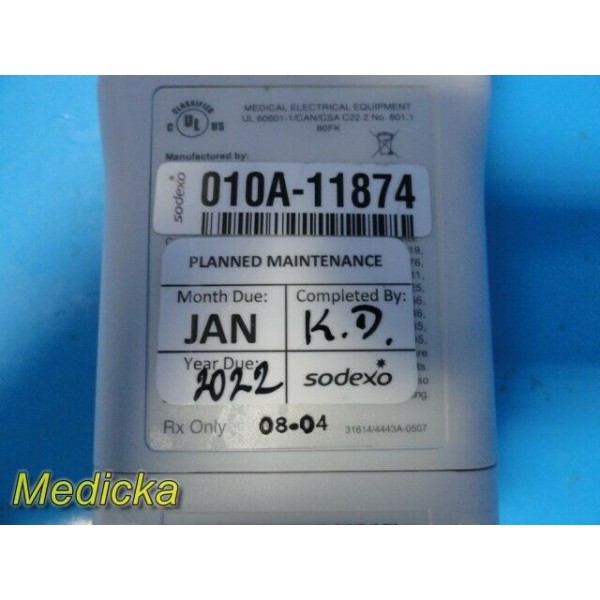 CLASSIFIED
C UL US
MEDICAL ELECTRICAL EQUIPMENT
UL 60601-1/CAN/CSA C22.2 No. 601.1
80FK
Manufactured by:
sodexo
010A-11874
PLANNED MAINTENANCE
Month Due: Completed By:
JAN K.D.
Year Due:
2022 sodexo
Rx Only 08-04 31614/4443A-0507
Medicka